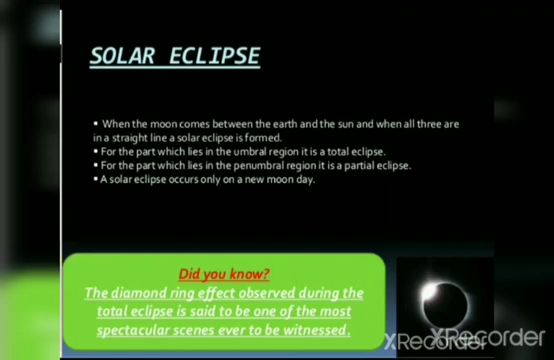 SOLAR ECLIPSE
▪ When the moon comes between the earth and the sun and when all three are
in a straight line a solar eclipse is formed.
▪ For the part which lies in the umbral region it is a total eclipse.
▪ For the part which lies in the penumbral region it is a partial eclipse.
▪ A solar eclipse occurs only on a new moon day.
Did you know?
The diamond ring effect observed during the
total eclipse is said to be one of the most
spectacular scenes ever to be witnessed.
XRecorder
XRecorder